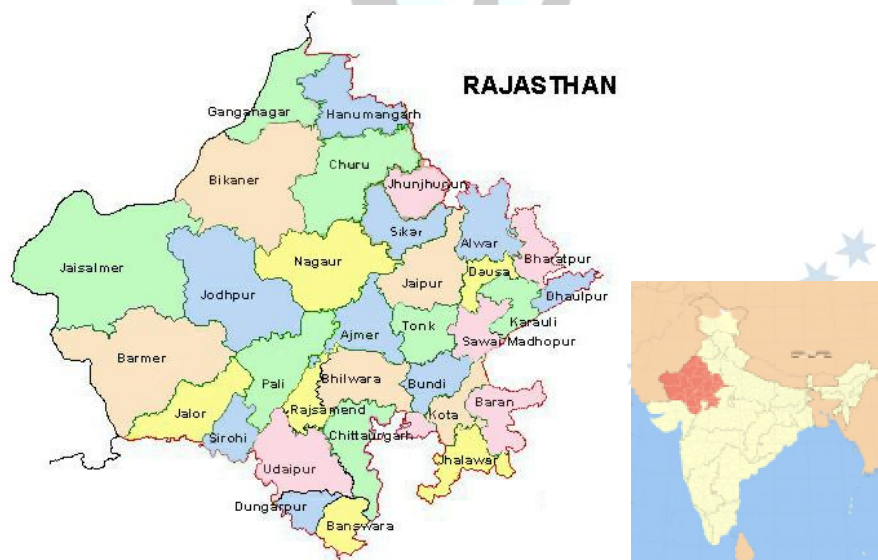 RAJASTHAN
Ganganagar
Hanumangarh
Churu
Bikaner
Jhunjhunun
Sikar
Alwar
Bharatpur
Jaisalmer
Nagaur
Dausa
Jodhpur
Jaipur
Dhaulpur
Karauli
Tonk
Ajmer
Sawai Madhopur
Barmer
Pali
Bhilwara
Bundi
Jalor
Rajsamend
Kota
Baran
Sirohi
Chittaurgarh
Udaipur
Jhalawar
Dungarpur
Banswara